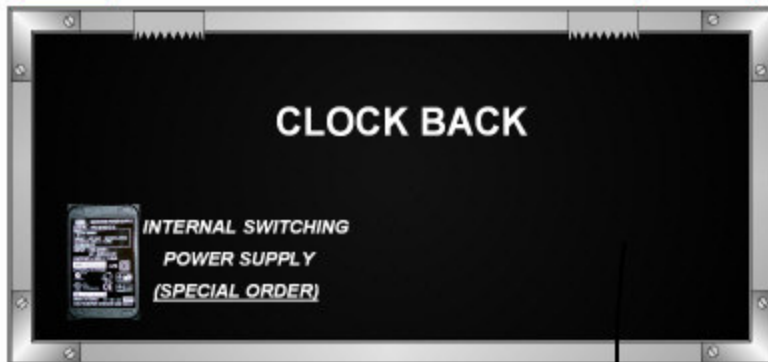 CLOCK BACK
INTERNAL SWITCHING
POWER SUPPLY
(SPECIAL ORDER)